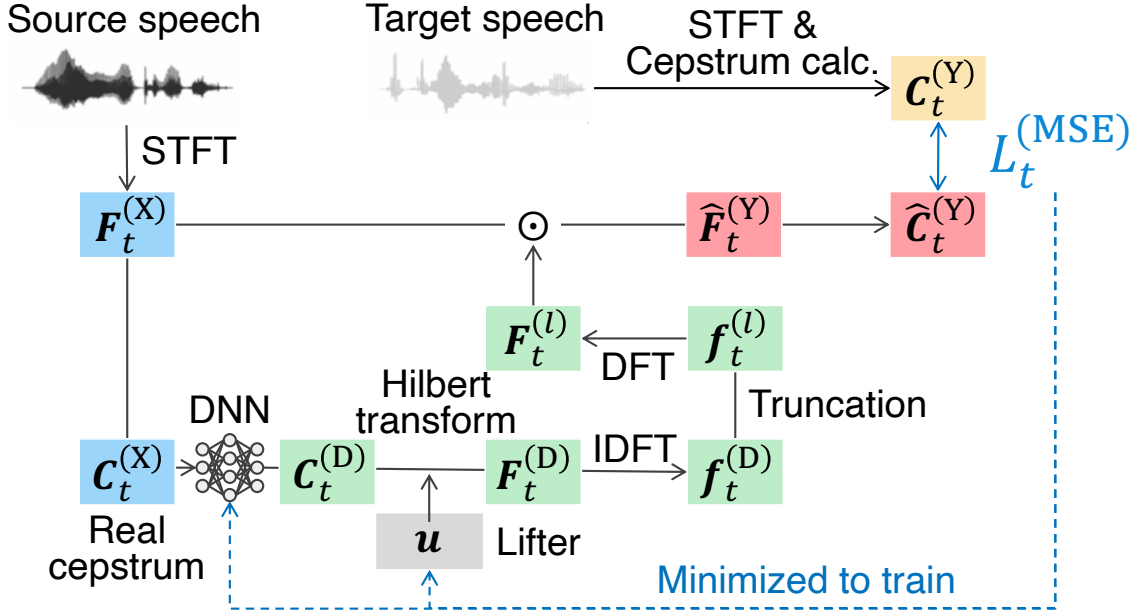 Source speech
Target speech
STFT &
Cepstrum calc.
C_t^(Y)
STFT
L_t^(MSE)
F_t^(X)
⊙
F̂_t^(Y)
Ĉ_t^(Y)
F_t^(l)
f_t^(l)
DFT
Hilbert
transform
Truncation
DNN
C_t^(X)
C_t^(D)
F_t^(D)
IDFT
f_t^(D)
Real
cepstrum
u
Lifter
Minimized to train